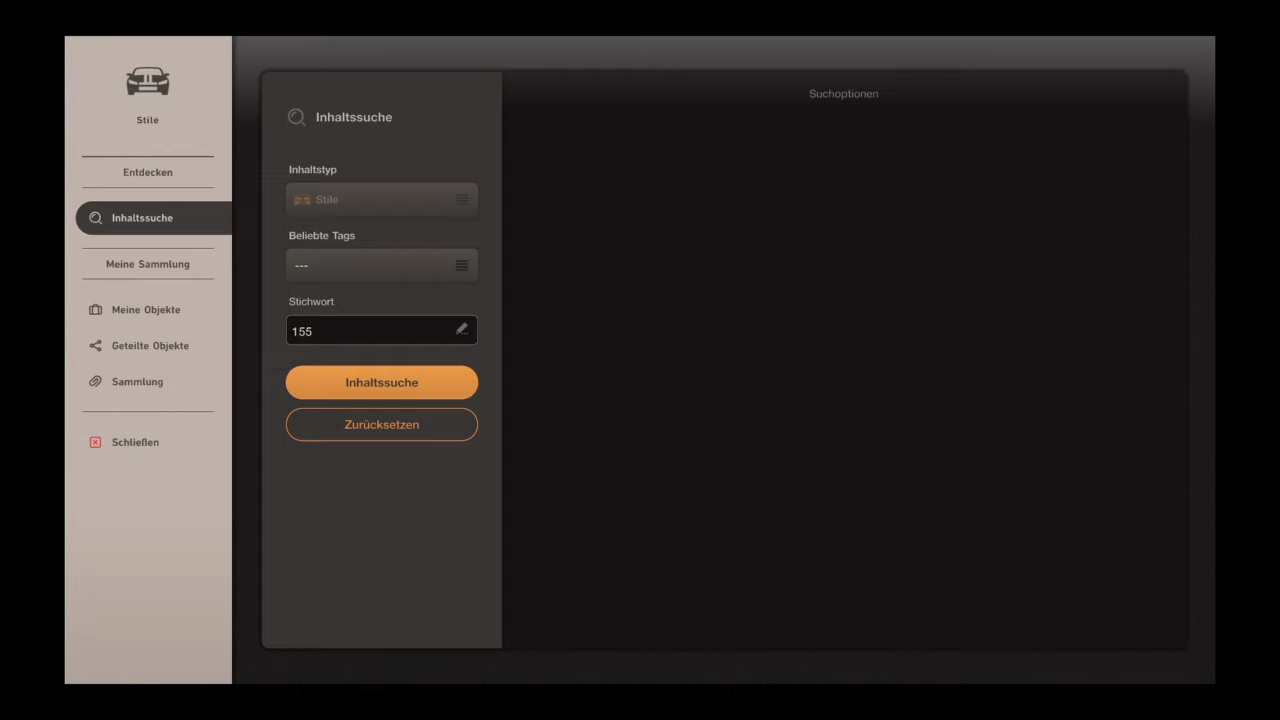 Stile
Entdecken
Inhaltssuche
Meine Sammlung
Meine Objekte
Geteilte Objekte
Sammlung
Schließen
Inhaltssuche
Inhaltstyp
Stile
Beliebte Tags
---
Stichwort
155
Inhaltssuche
Zurücksetzen
Suchoptionen